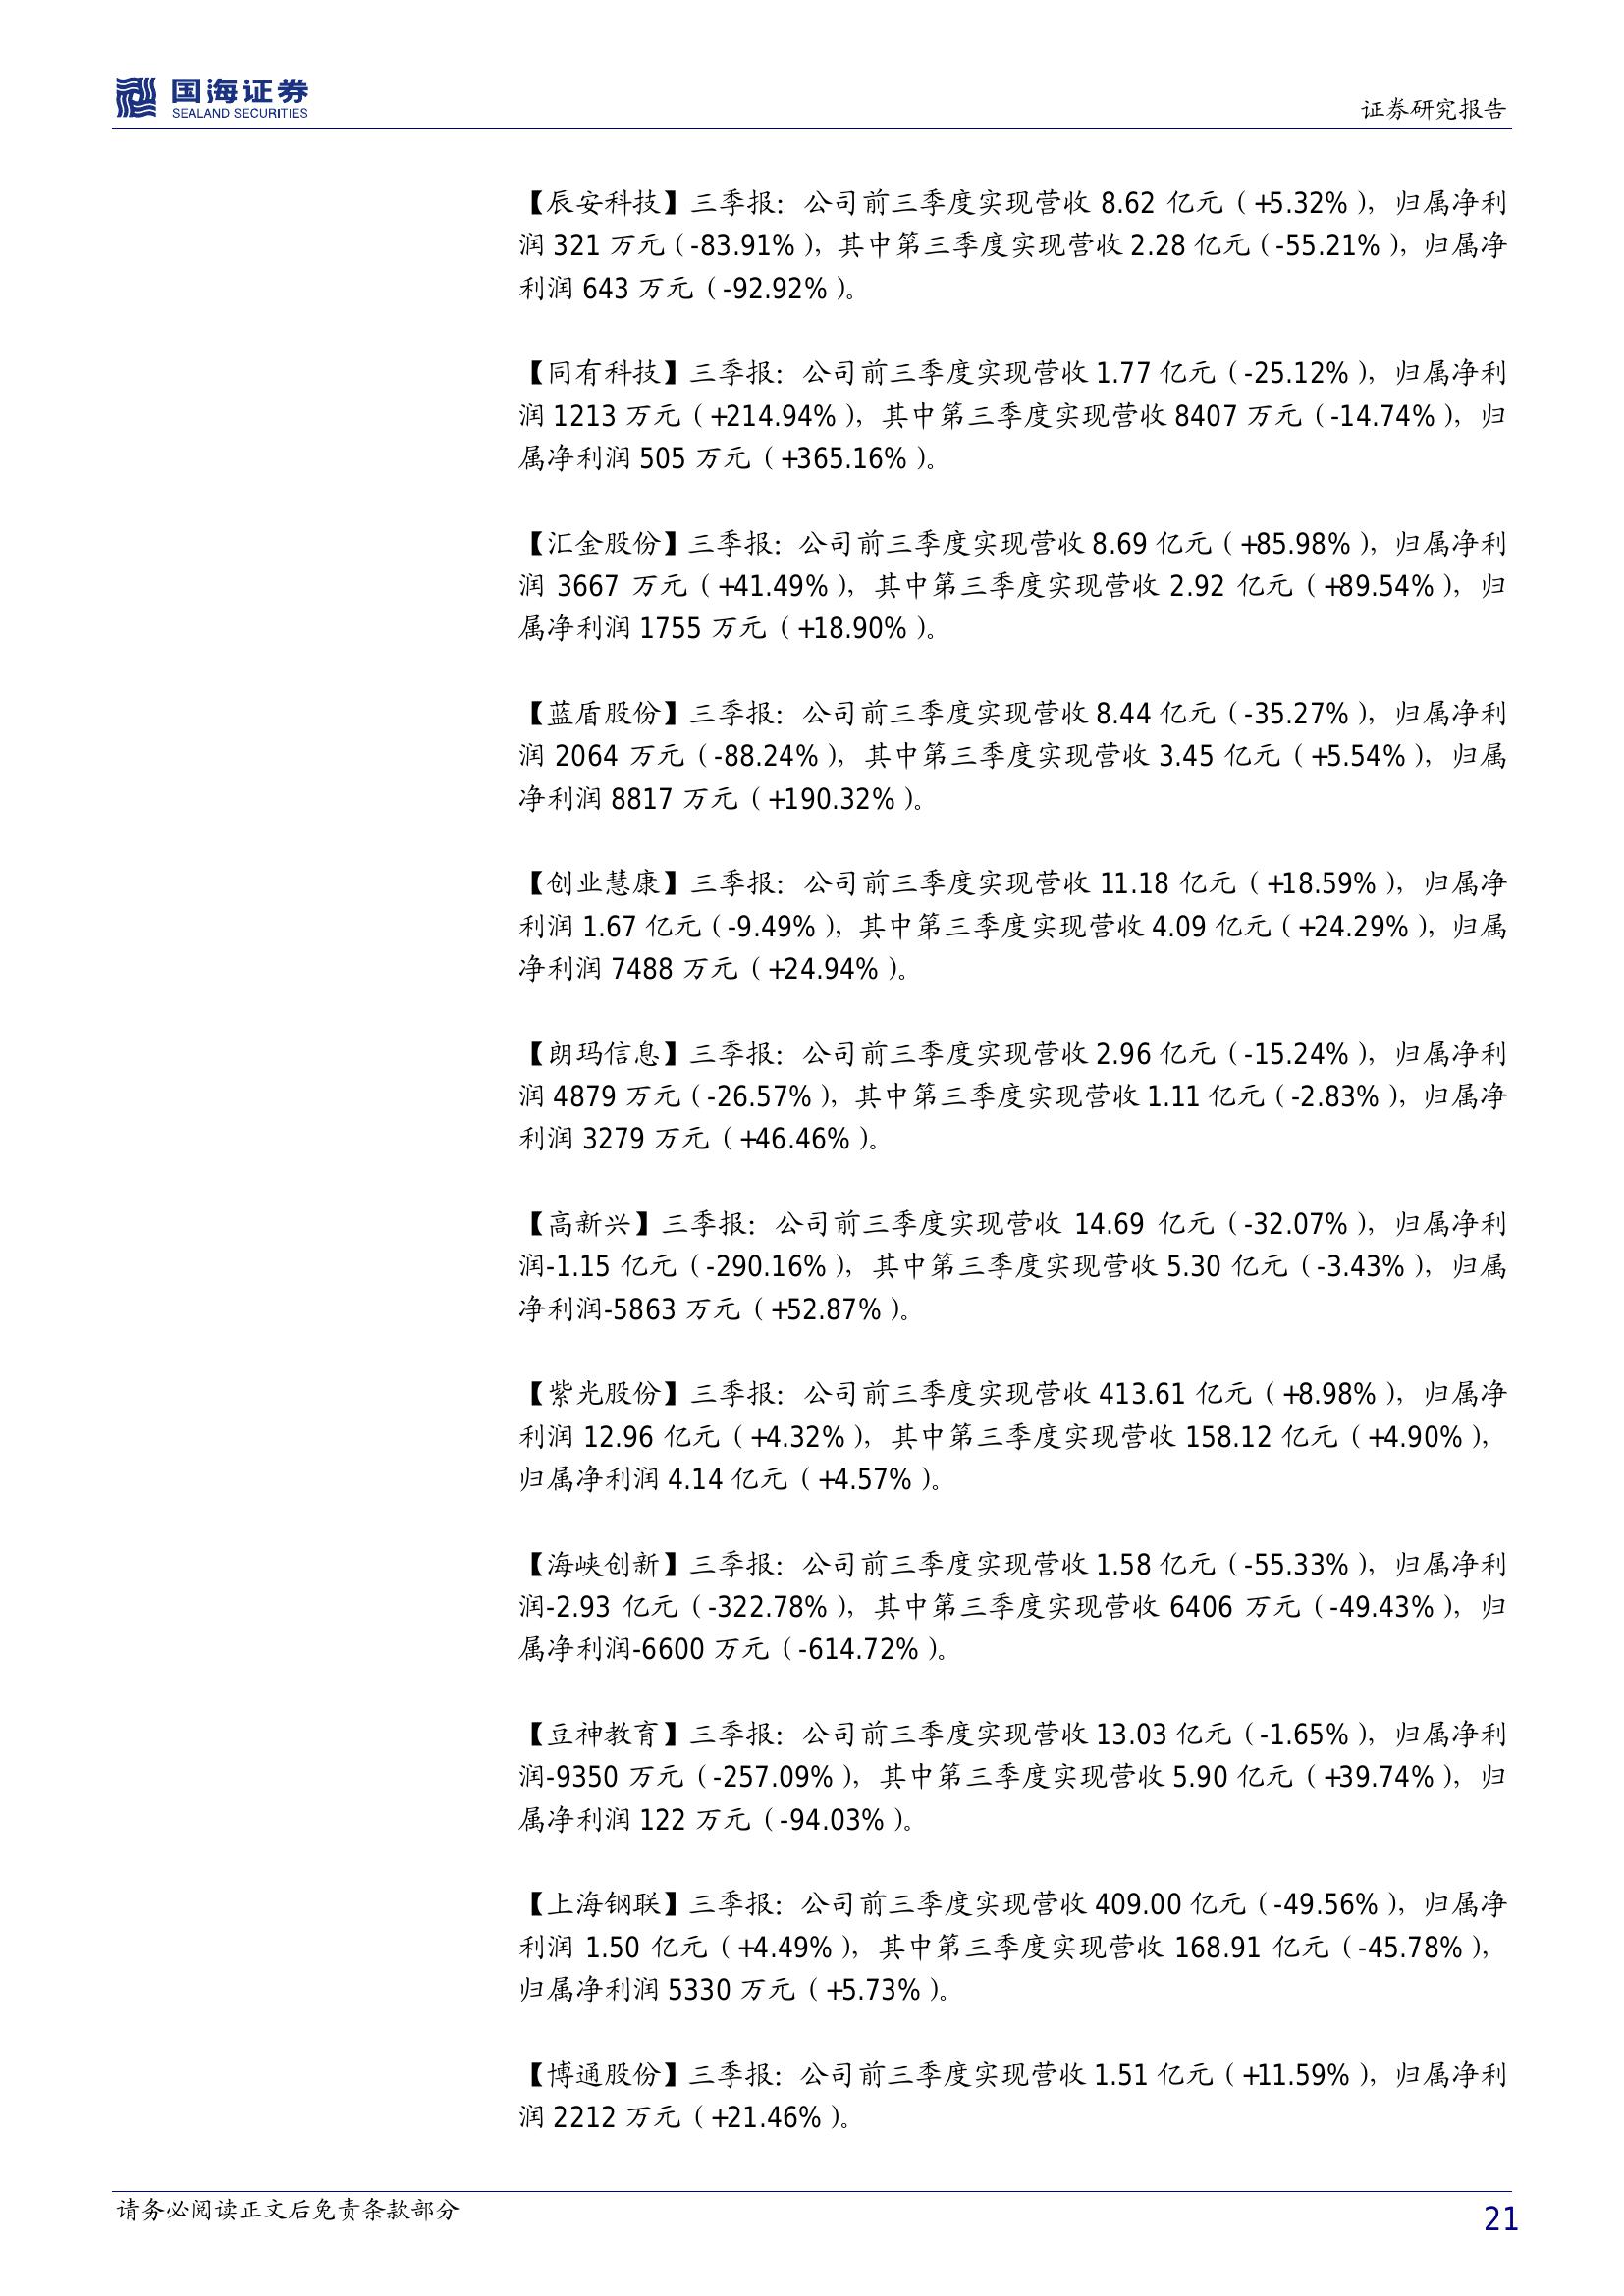 国海证券
SEALAND SECURITIES
证券研究报告
【辰安科技】三季报：公司前三季度实现营收 8.62 亿元（+5.32%），归属净利
润 321 万元（-83.91%），其中第三季度实现营收 2.28 亿元（-55.21%），归属净
利润 643 万元（-92.92%）。
【同有科技】三季报：公司前三季度实现营收 1.77 亿元（-25.12%），归属净利
润 1213 万元（+214.94%），其中第三季度实现营收 8407 万元（-14.74%），归
属净利润 505 万元（+365.16%）。
【汇金股份】三季报：公司前三季度实现营收 8.69 亿元（+85.98%），归属净利
润 3667 万元（+41.49%），其中第三季度实现营收 2.92 亿元（+89.54%），归
属净利润 1755 万元（+18.90%）。
【蓝盾股份】三季报：公司前三季度实现营收 8.44 亿元（-35.27%），归属净利
润 2064 万元（-88.24%），其中第三季度实现营收 3.45 亿元（+5.54%），归属
净利润 8817 万元（+190.32%）。
【创业慧康】三季报：公司前三季度实现营收 11.18 亿元（+18.59%），归属净
利润 1.67 亿元（-9.49%），其中第三季度实现营收 4.09 亿元（+24.29%），归属
净利润 7488 万元（+24.94%）。
【朗玛信息】三季报：公司前三季度实现营收 2.96 亿元（-15.24%），归属净利
润 4879 万元（-26.57%），其中第三季度实现营收 1.11 亿元（-2.83%），归属净
利润 3279 万元（+46.46%）。
【高新兴】三季报：公司前三季度实现营收 14.69 亿元（-32.07%），归属净利
润-1.15 亿元（-290.16%），其中第三季度实现营收 5.30 亿元（-3.43%），归属
净利润-5863 万元（+52.87%）。
【紫光股份】三季报：公司前三季度实现营收 413.61 亿元（+8.98%），归属净
利润 12.96 亿元（+4.32%），其中第三季度实现营收 158.12 亿元（+4.90%），
归属净利润 4.14 亿元（+4.57%）。
【海峡创新】三季报：公司前三季度实现营收 1.58 亿元（-55.33%），归属净利
润-2.93 亿元（-322.78%），其中第三季度实现营收 6406 万元（-49.43%），归
属净利润-6600 万元（-614.72%）。
【豆神教育】三季报：公司前三季度实现营收 13.03 亿元（-1.65%），归属净利
润-9350 万元（-257.09%），其中第三季度实现营收 5.90 亿元（+39.74%），归
属净利润 122 万元（-94.03%）。
【上海钢联】三季报：公司前三季度实现营收 409.00 亿元（-49.56%），归属净
利润 1.50 亿元（+4.49%），其中第三季度实现营收 168.91 亿元（-45.78%），
归属净利润 5330 万元（+5.73%）。
【博通股份】三季报：公司前三季度实现营收 1.51 亿元（+11.59%），归属净利
润 2212 万元（+21.46%）。
请务必阅读正文后免责条款部分
21